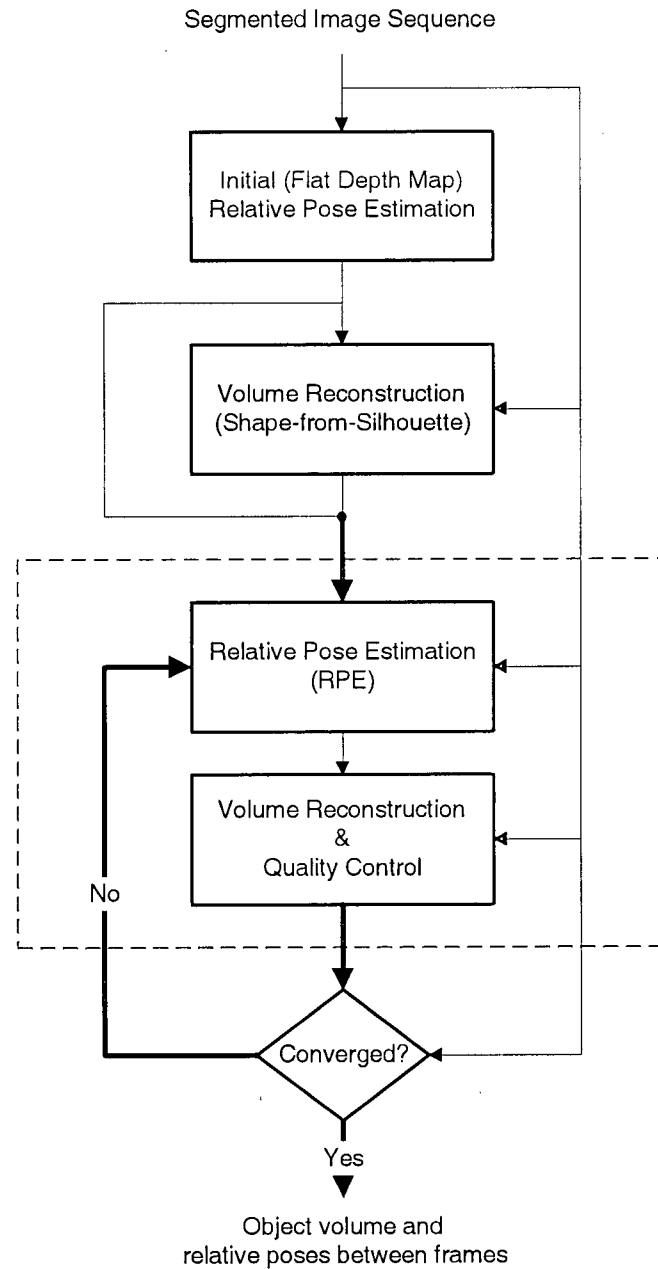 Segmented Image Sequence
Initial (Flat Depth Map)
Relative Pose Estimation
Volume Reconstruction
(Shape-from-Silhouette)
Relative Pose Estimation
(RPE)
Volume Reconstruction
&
Quality Control
No
Converged?
Yes
Object volume and
relative poses between frames